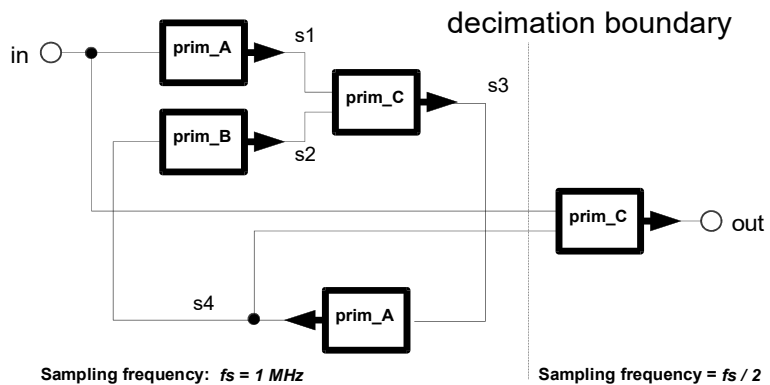 decimation boundary
in
prim_A
s1
prim_B
s2
prim_C
s3
prim_C
out
s4
prim_A
Sampling frequency: fs = 1 MHz
Sampling frequency = fs / 2